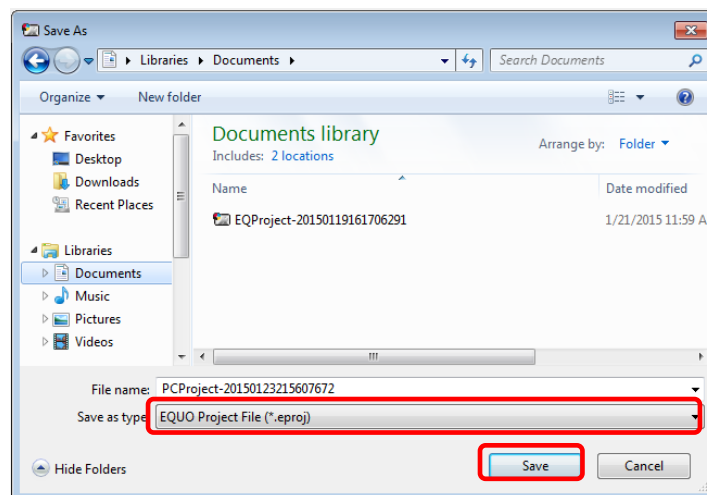 Save As
Libraries Documents Search Documents
Organize New folder
Favorites
Desktop
Downloads
Recent Places
Libraries
Documents
Music
Pictures
Videos
Documents library
Includes: 2 locations
Arrange by: Folder
Name Date modified
EQProject-20150119161706291 1/21/2015 11:59 A
File name: PCProject-20150123215607672
Save as type: EQUO Project File (*.eproj)
Hide Folders Save Cancel